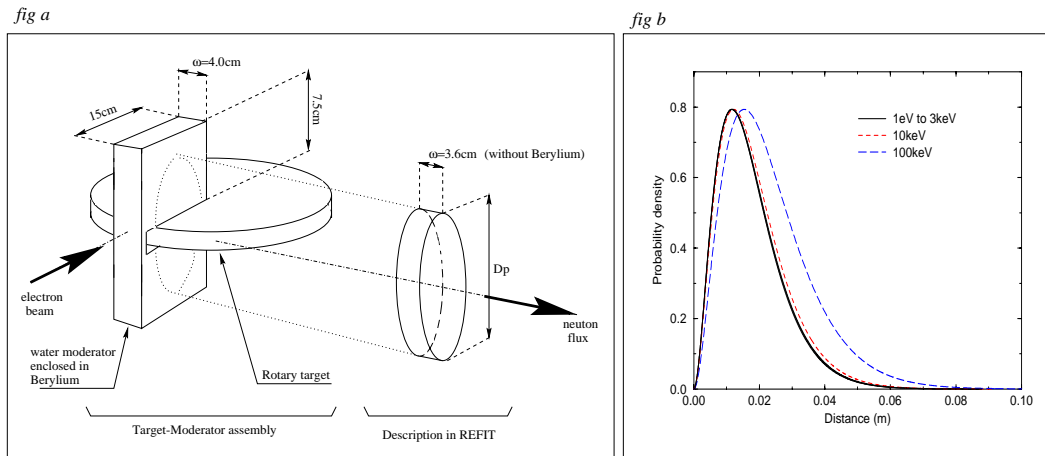 fig a
ω=4.0cm
15cm
7.5cm
ω=3.6cm (without Berylium)
Dp
electron
beam
neuton
flux
water moderator
enclosed in
Berylium
Rotary target
Target-Moderator assembly
Description in REFIT
fig b
1eV to 3keV
10keV
100keV
Probability density
0.8
0.6
0.4
0.2
0.0
0.00 0.02 0.04 0.06 0.08 0.10
Distance (m)